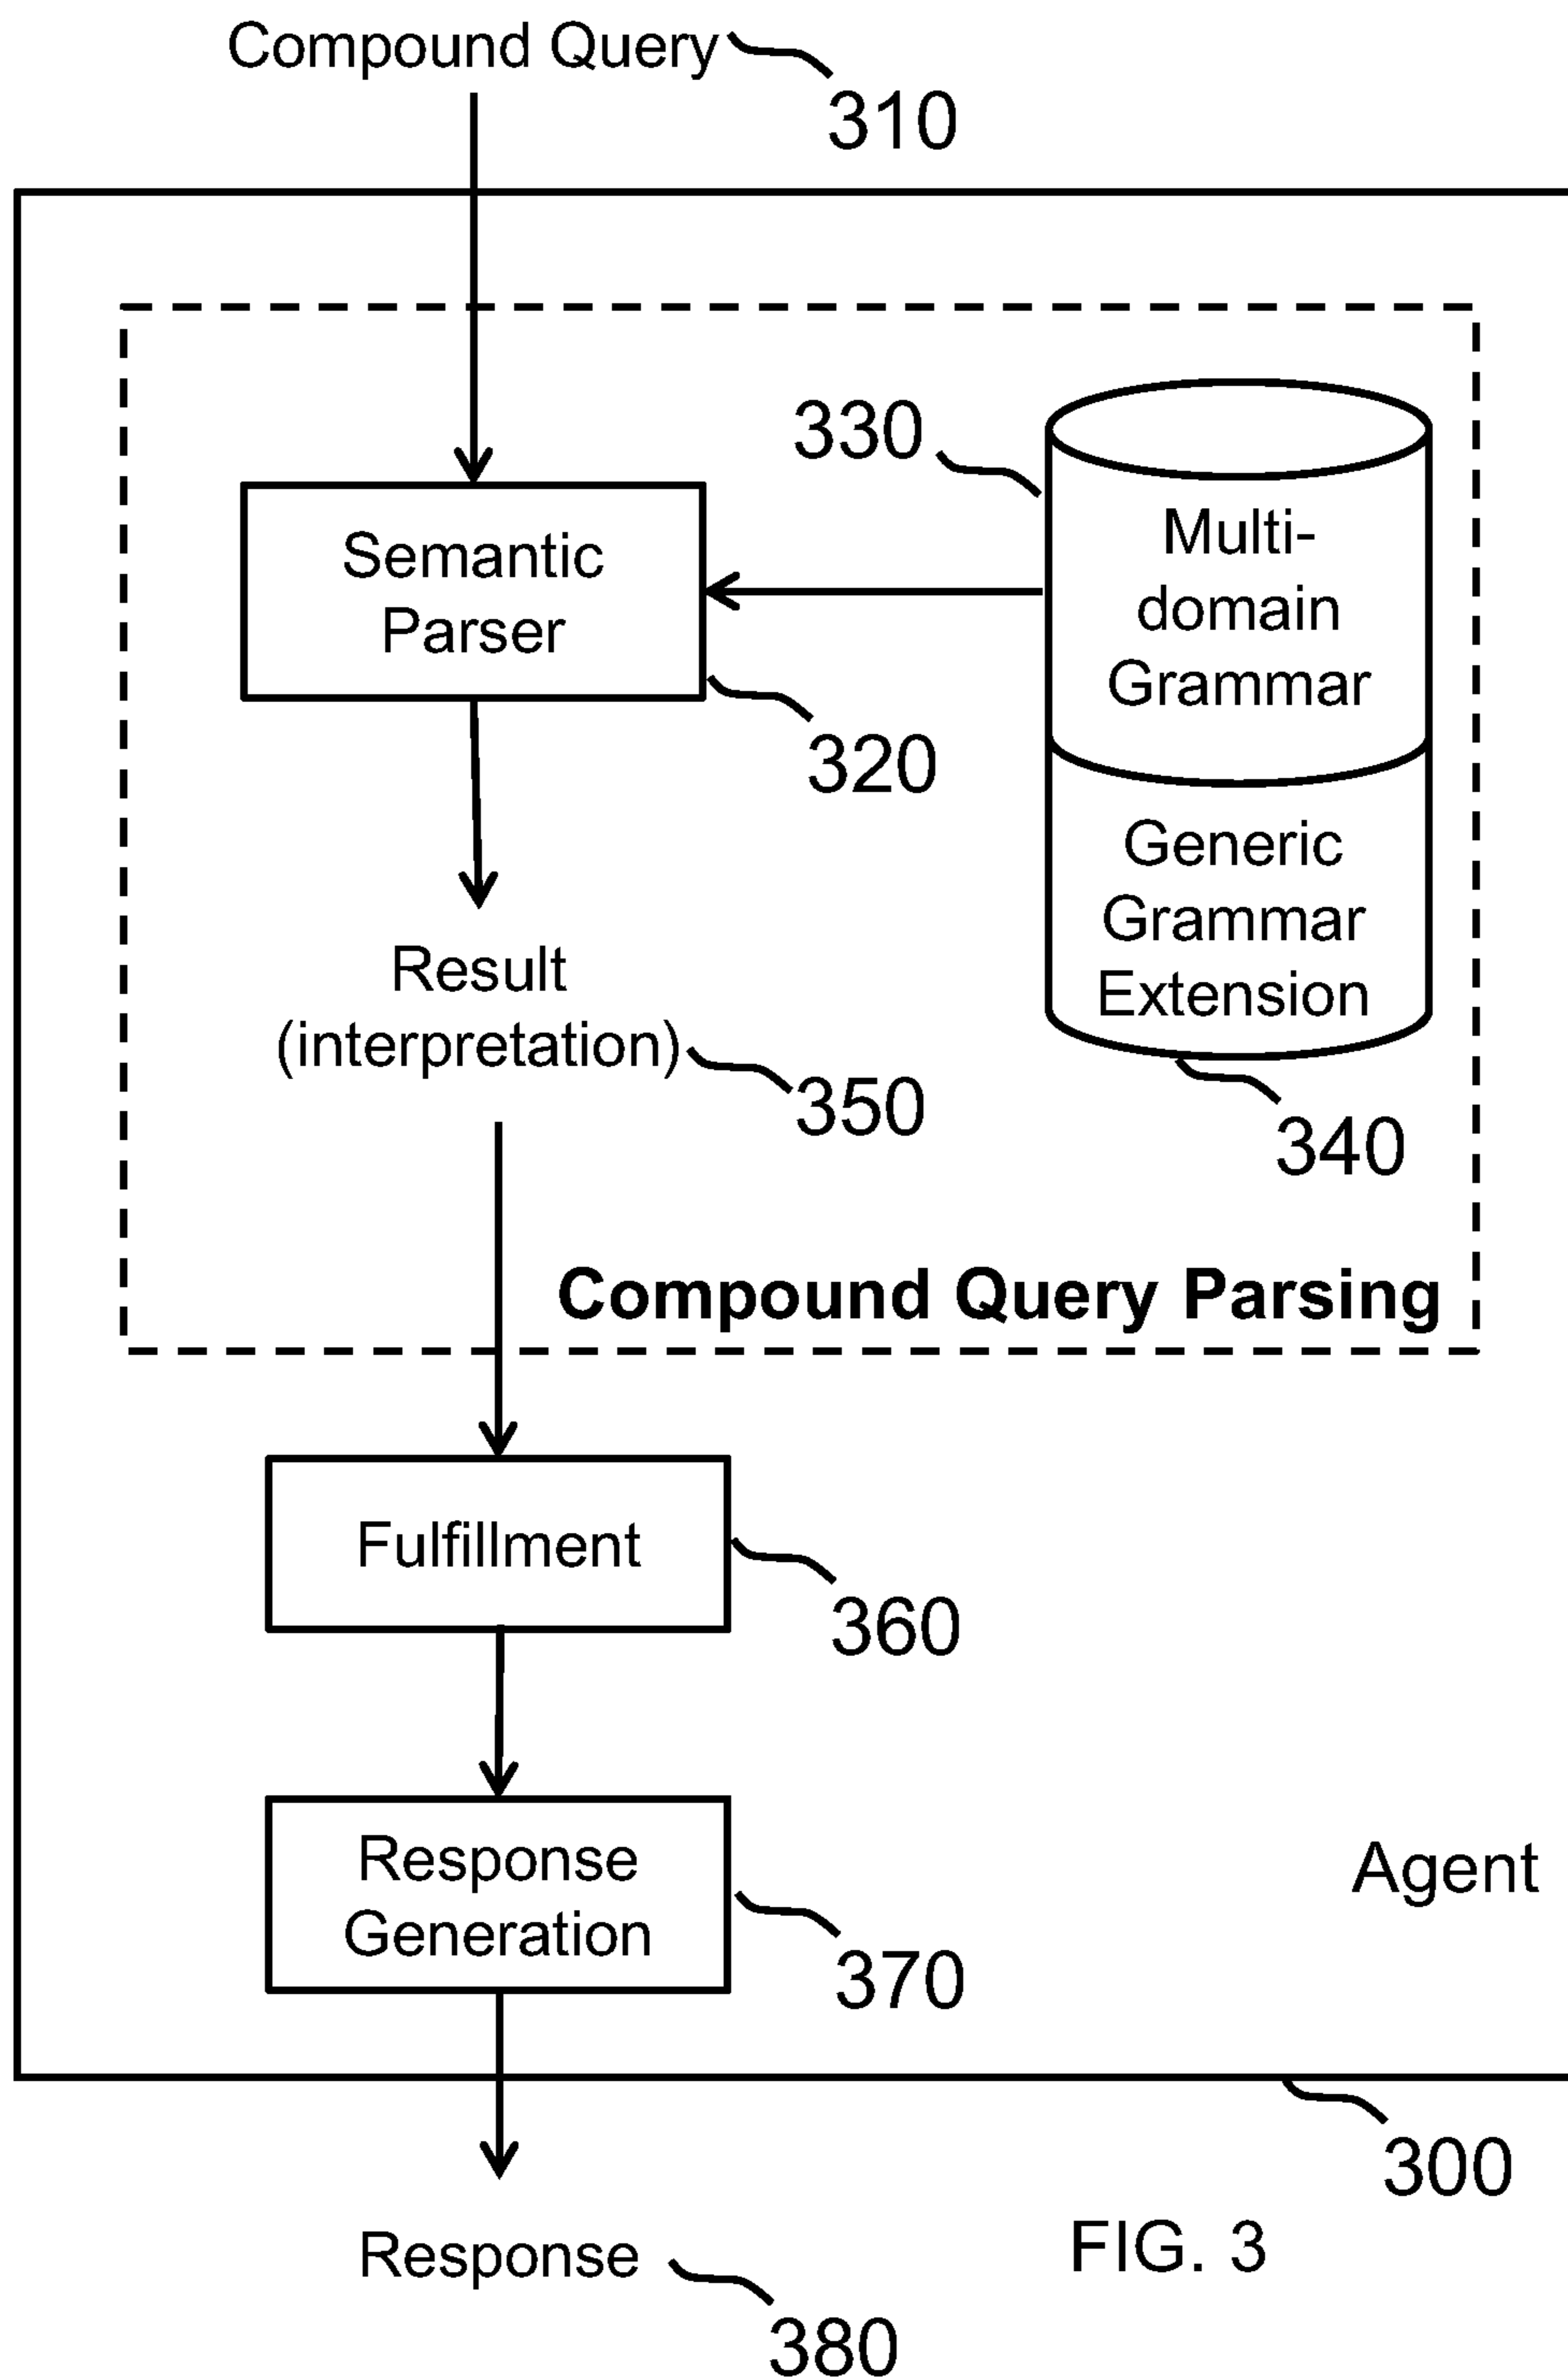 Compound Query
310
330
Multi-
domain
Grammar
Semantic
Parser
320
Generic
Grammar
Extension
340
Result
(interpretation)
350
Compound Query Parsing
Fulfillment
360
Response
Generation
370
Agent
300
FIG. 3
Response
380